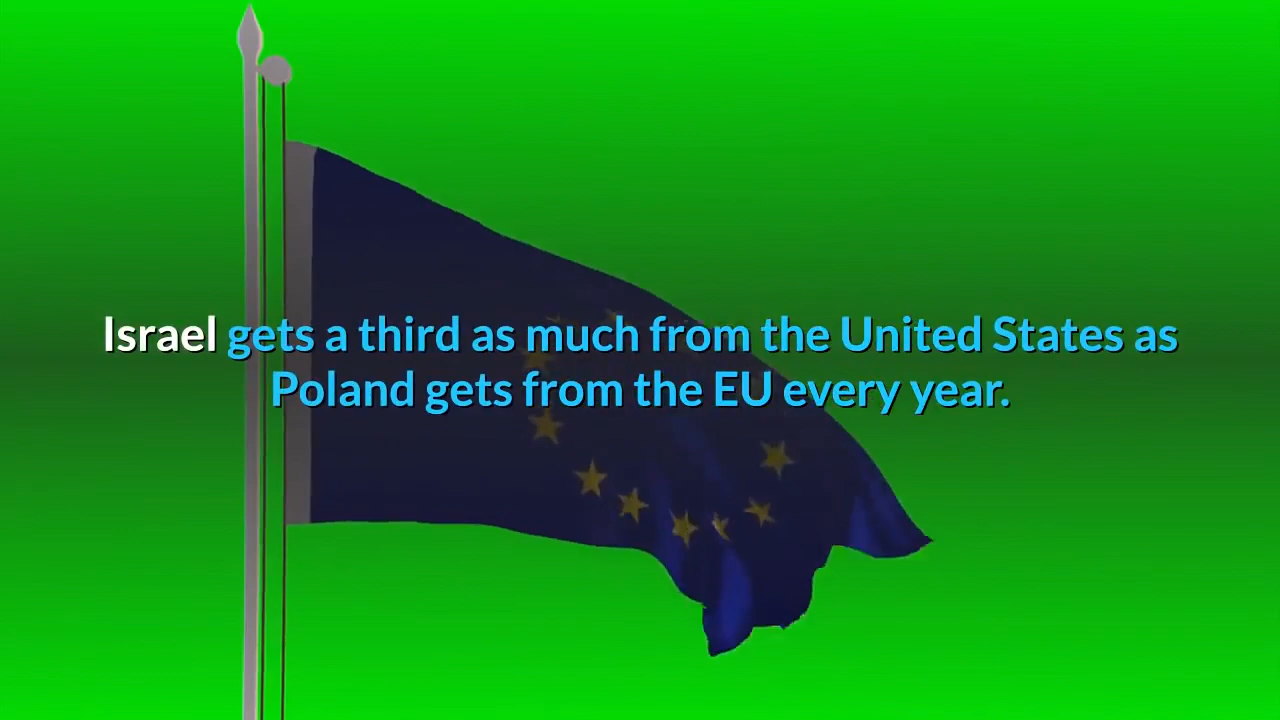 Israel gets a third as much from the United States as
Poland gets from the EU every year.